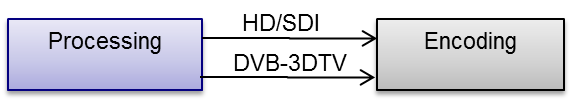 Processing
HD/SDI
DVB-3DTV
Encoding